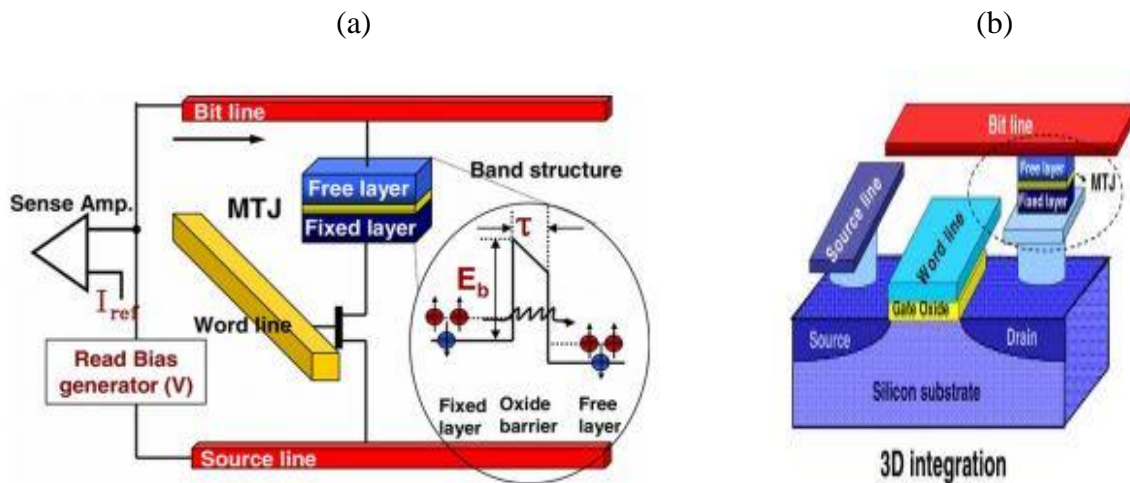 (a)
(b)
Bit line
Sense Amp.
MTJ
Free layer
Fixed layer
Band structure
τ
E_b
I_ref
Word line
Read Bias
generator (V)
Fixed
layer
Oxide
barrier
Free
layer
Source line
Bit line
Free layer
Fixed layer
MTJ
Source line
Word line
Gate Oxide
Source
Drain
Silicon substrate
3D integration